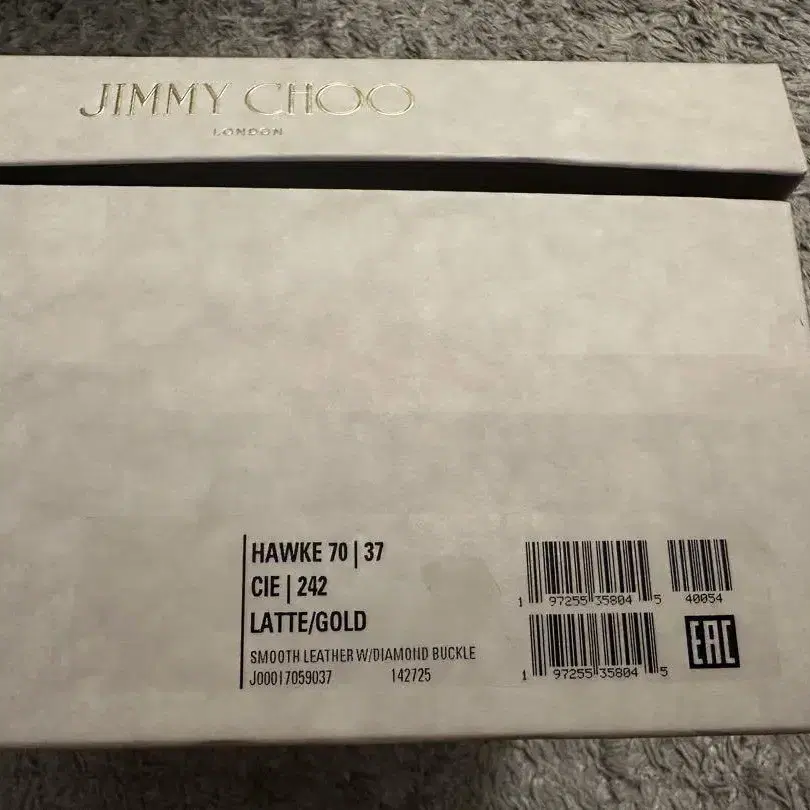 JIMMY CHOO
LONDON
HAWKE 70 | 37
CIE | 242
LATTE/GOLD
SMOOTH LEATHER W/DIAMOND BUCKLE
J00017059037 142725
1 97255 35804 5 40054
1 97255 35804 5
EAC